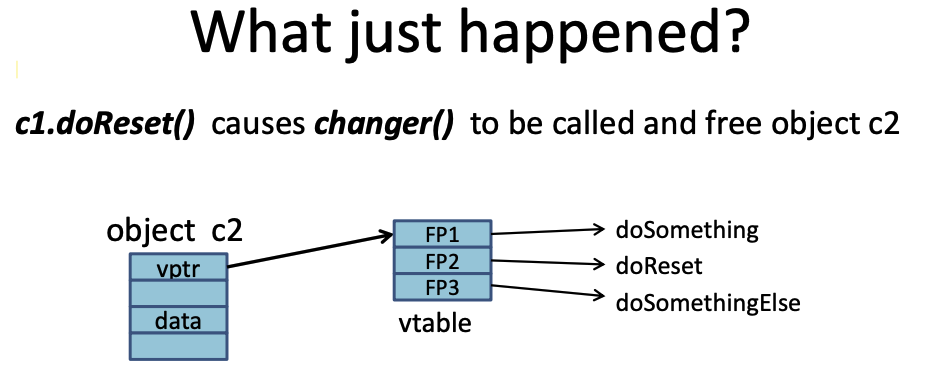 What just happened?
c1.doReset() causes changer() to be called and free object c2
object c2
vptr
data
FP1
FP2
FP3
vtable
doSomething
doReset
doSomethingElse